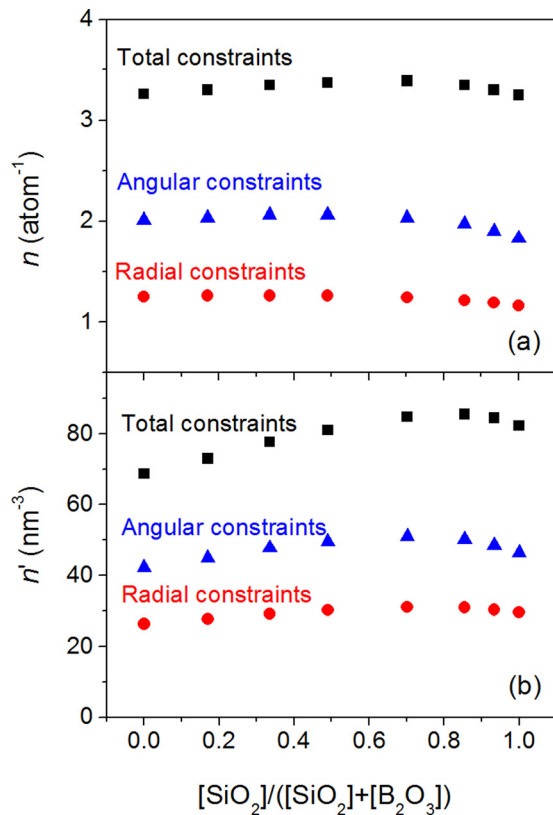 4
Total constraints
3
Angular constraints
2
Radial constraints
1
(a)
n (atom⁻¹)
80
Total constraints
60
Angular constraints
40
Radial constraints
20
(b)
0
n' (nm⁻³)
0.0 0.2 0.4 0.6 0.8 1.0
[SiO₂]/([SiO₂]+[B₂O₃])